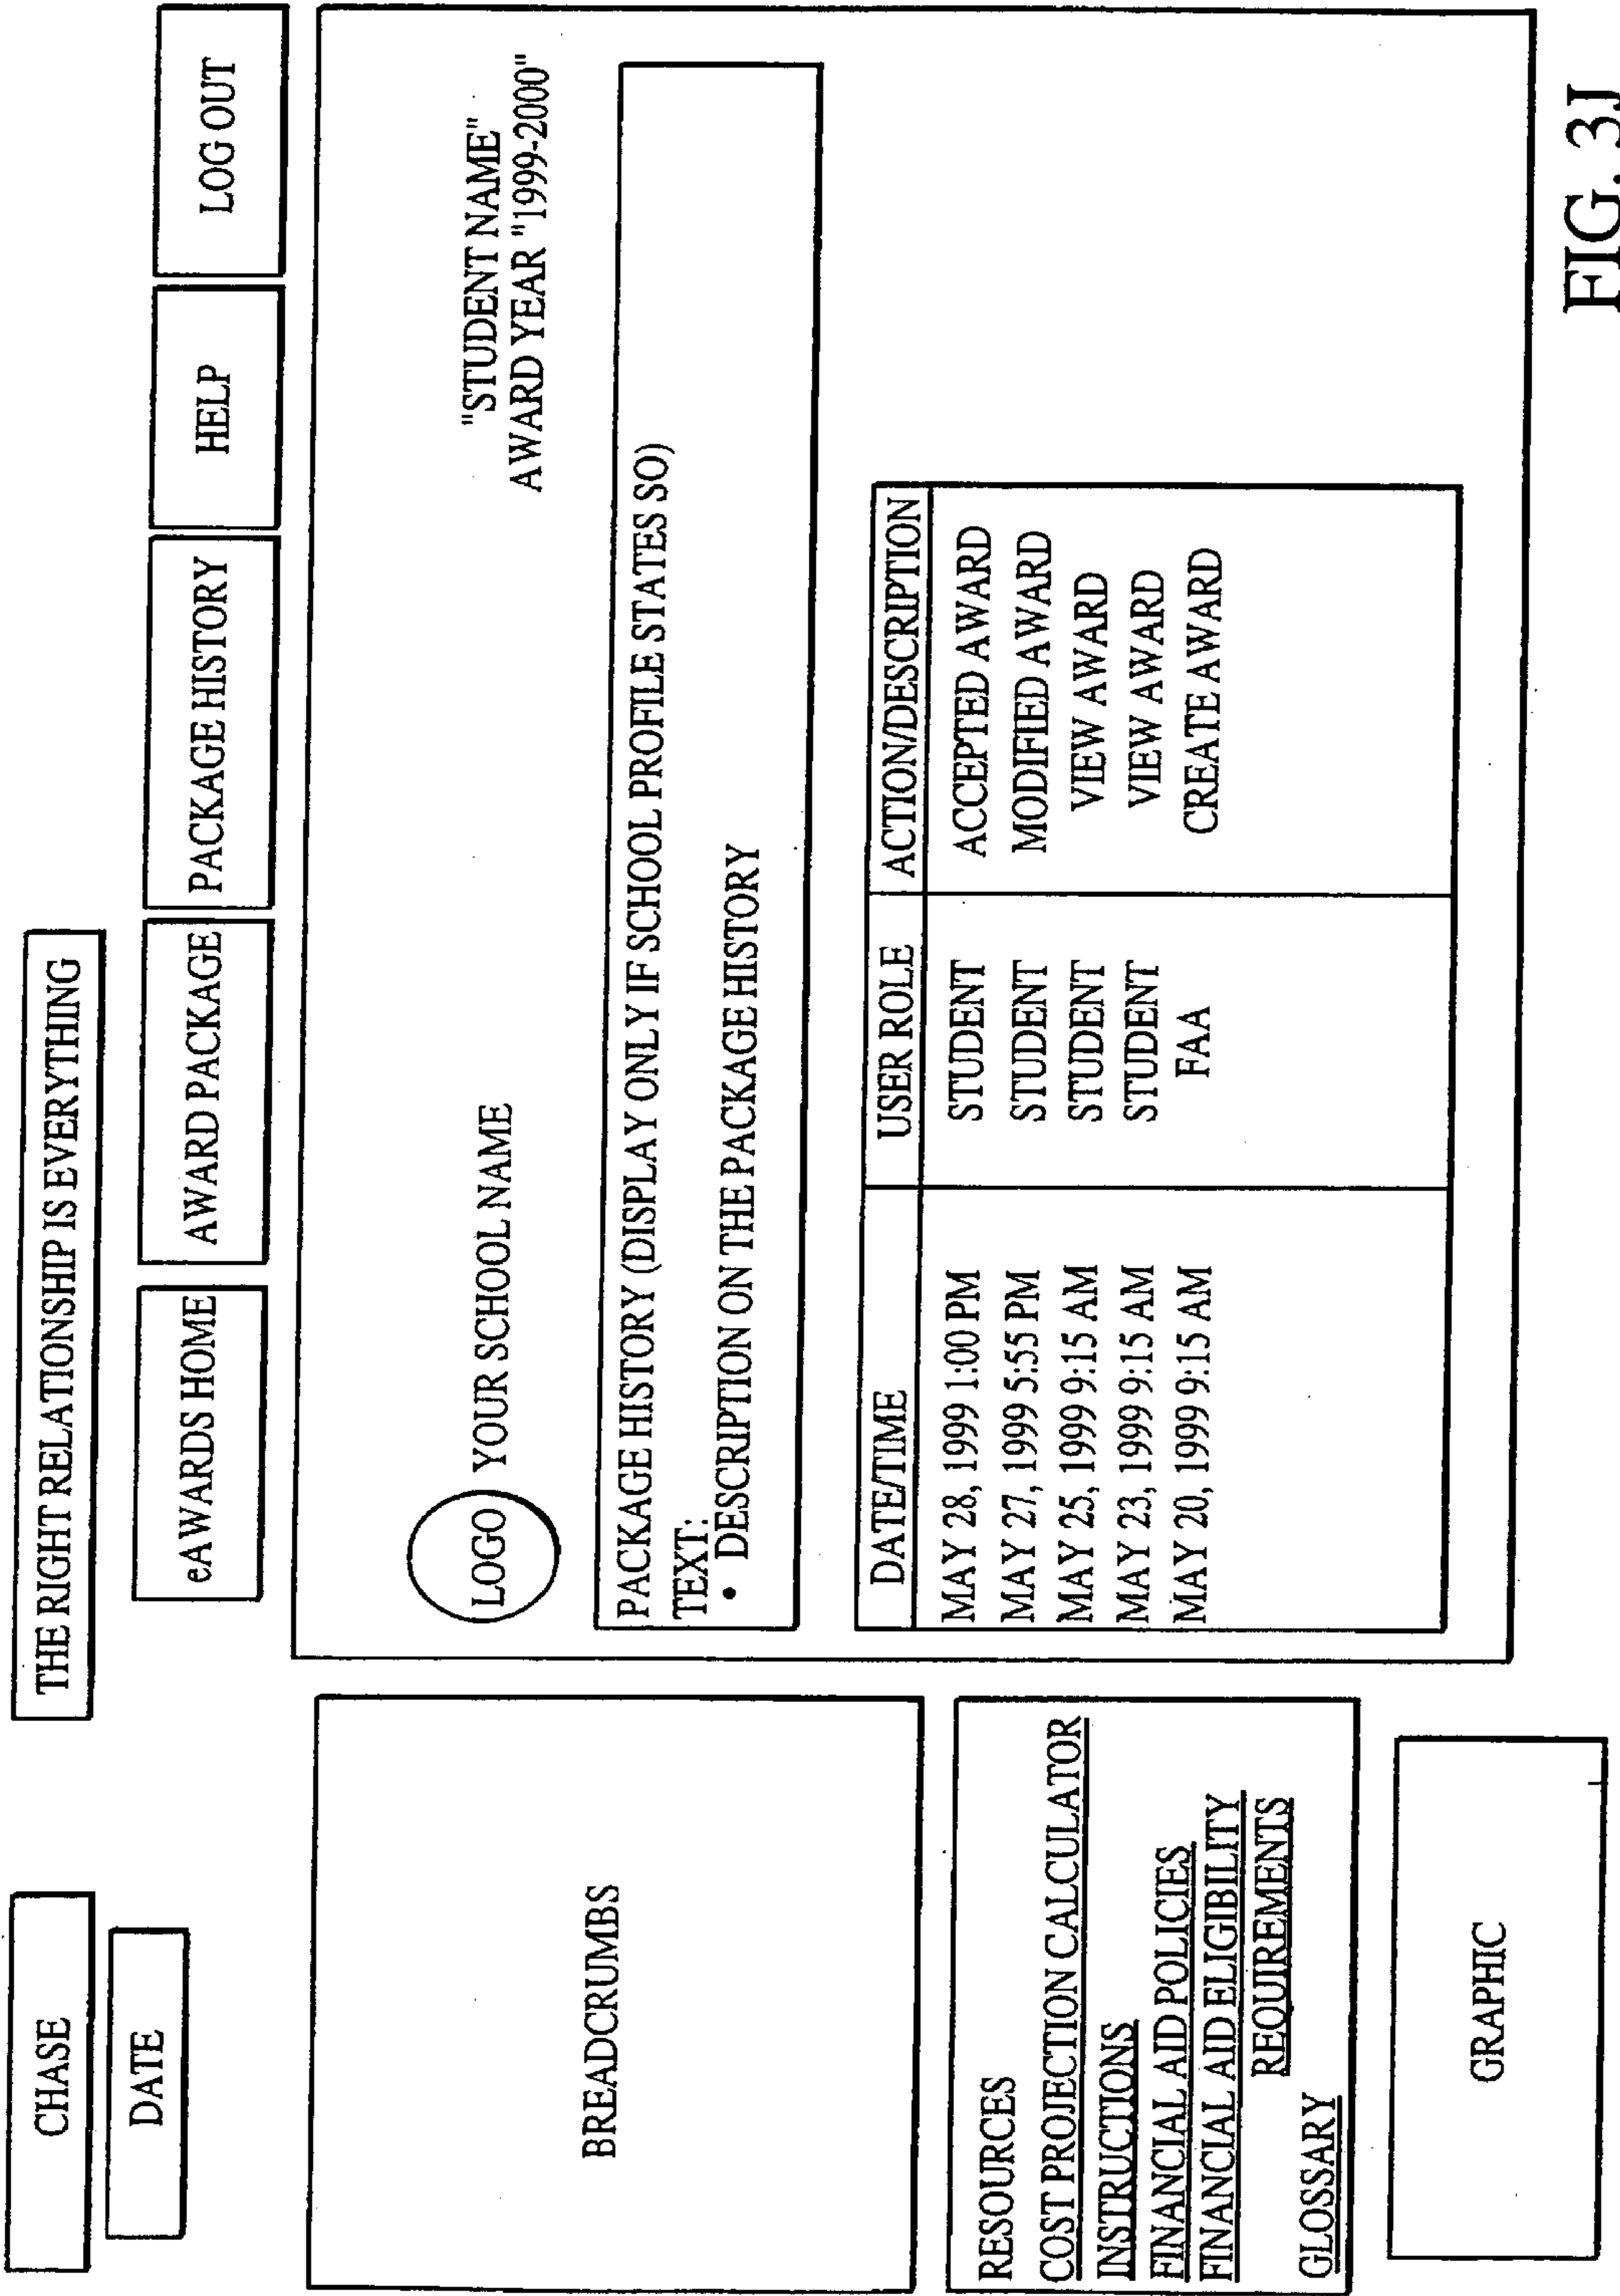 CHASE
THE RIGHT RELATIONSHIP IS EVERYTHING
DATE
eAWARDS HOME
AWARD PACKAGE
PACKAGE HISTORY
HELP
LOG OUT
BREADCRUMBS
RESOURCES
COST PROJECTION CALCULATOR
INSTRUCTIONS
FINANCIAL AID POLICIES
FINANCIAL AID ELIGIBILITY
REQUIREMENTS
GLOSSARY
GRAPHIC
LOGO YOUR SCHOOL NAME
"STUDENT NAME"
AWARD YEAR "1999-2000"
PACKAGE HISTORY (DISPLAY ONLY IF SCHOOL PROFILE STATES SO)
TEXT:
• DESCRIPTION ON THE PACKAGE HISTORY
DATE/TIME USER ROLE ACTION/DESCRIPTION
MAY 28, 1999 1:00 PM STUDENT ACCEPTED AWARD
MAY 27, 1999 5:55 PM STUDENT MODIFIED AWARD
MAY 25, 1999 9:15 AM STUDENT VIEW AWARD
MAY 23, 1999 9:15 AM STUDENT VIEW AWARD
MAY 20, 1999 9:15 AM FAA CREATE AWARD
FIG. 3J